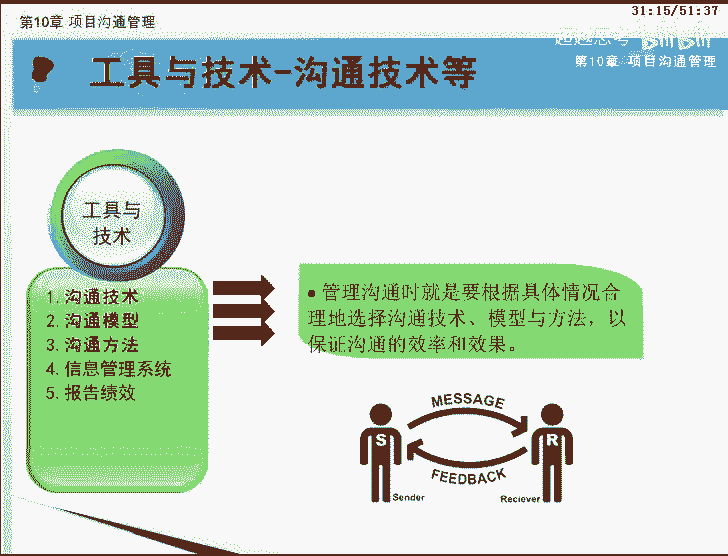 31:15/51:37
第10章 项目沟通管理
第10章 项目沟通管理
工具与技术-沟通技术等
工具与
技术
1.沟通技术
2.沟通模型
3.沟通方法
4.信息管理系统
5.报告绩效
•管理沟通时就是要根据具体情况合
理地选择沟通技术、模型与方法，以
保证沟通的效率和效果。
MESSAGE
S
R
FEEDBACK
Sender
Reciever